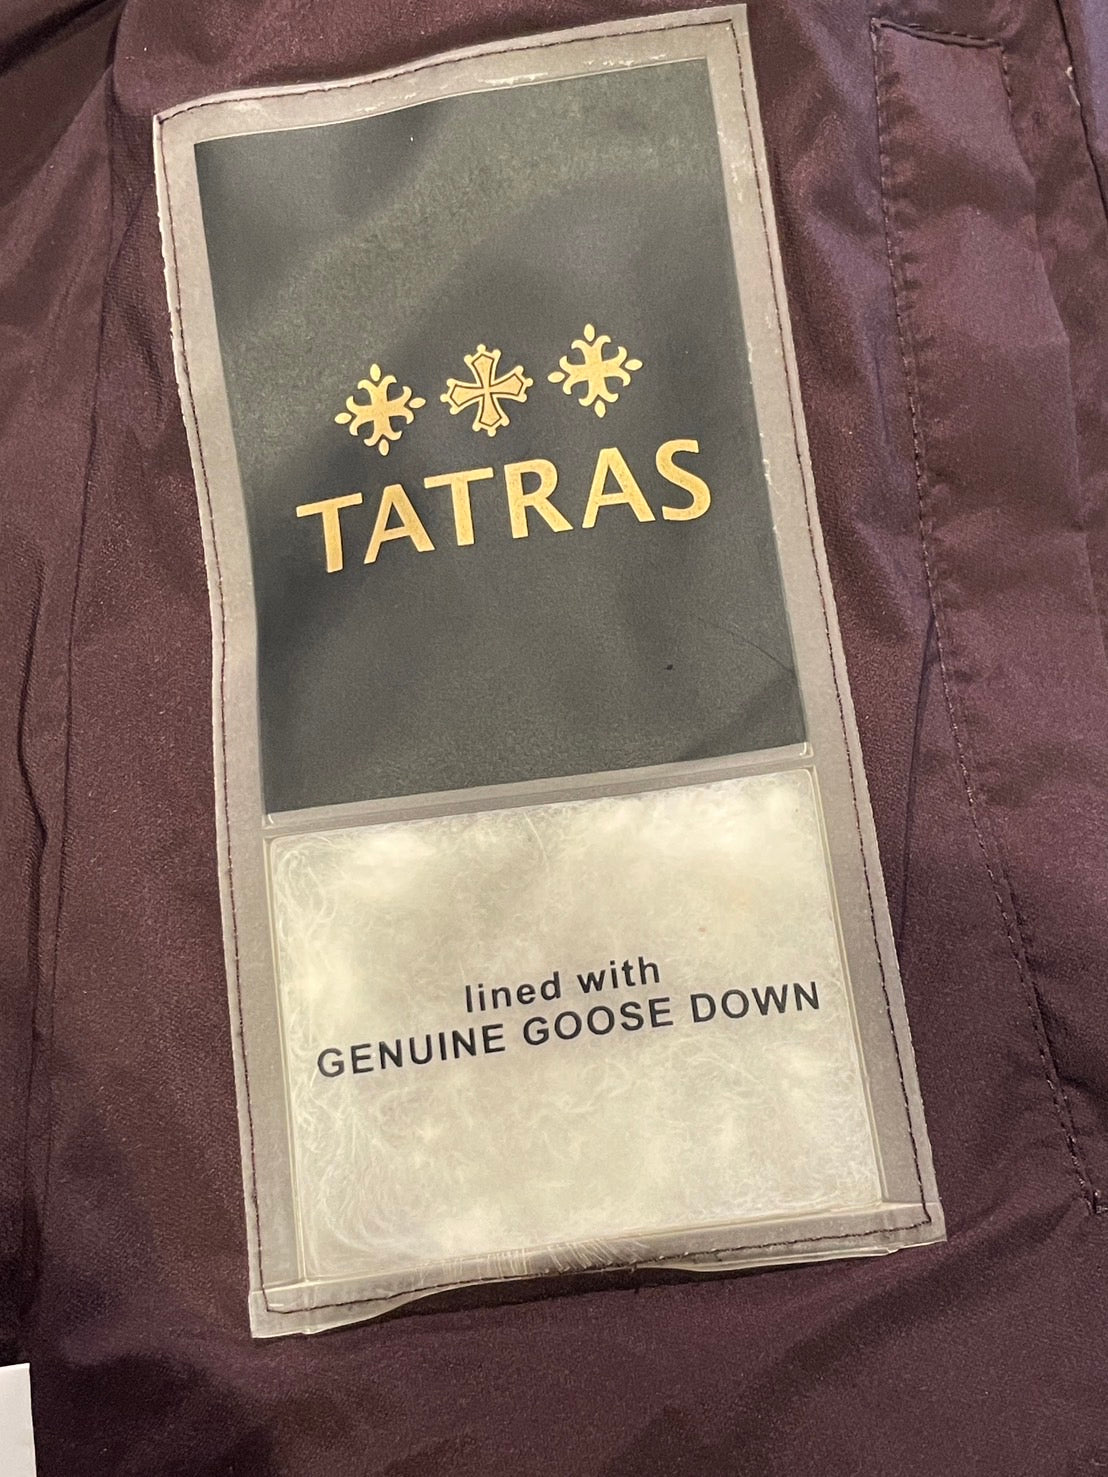 TATRAS
lined with
GENUINE GOOSE DOWN